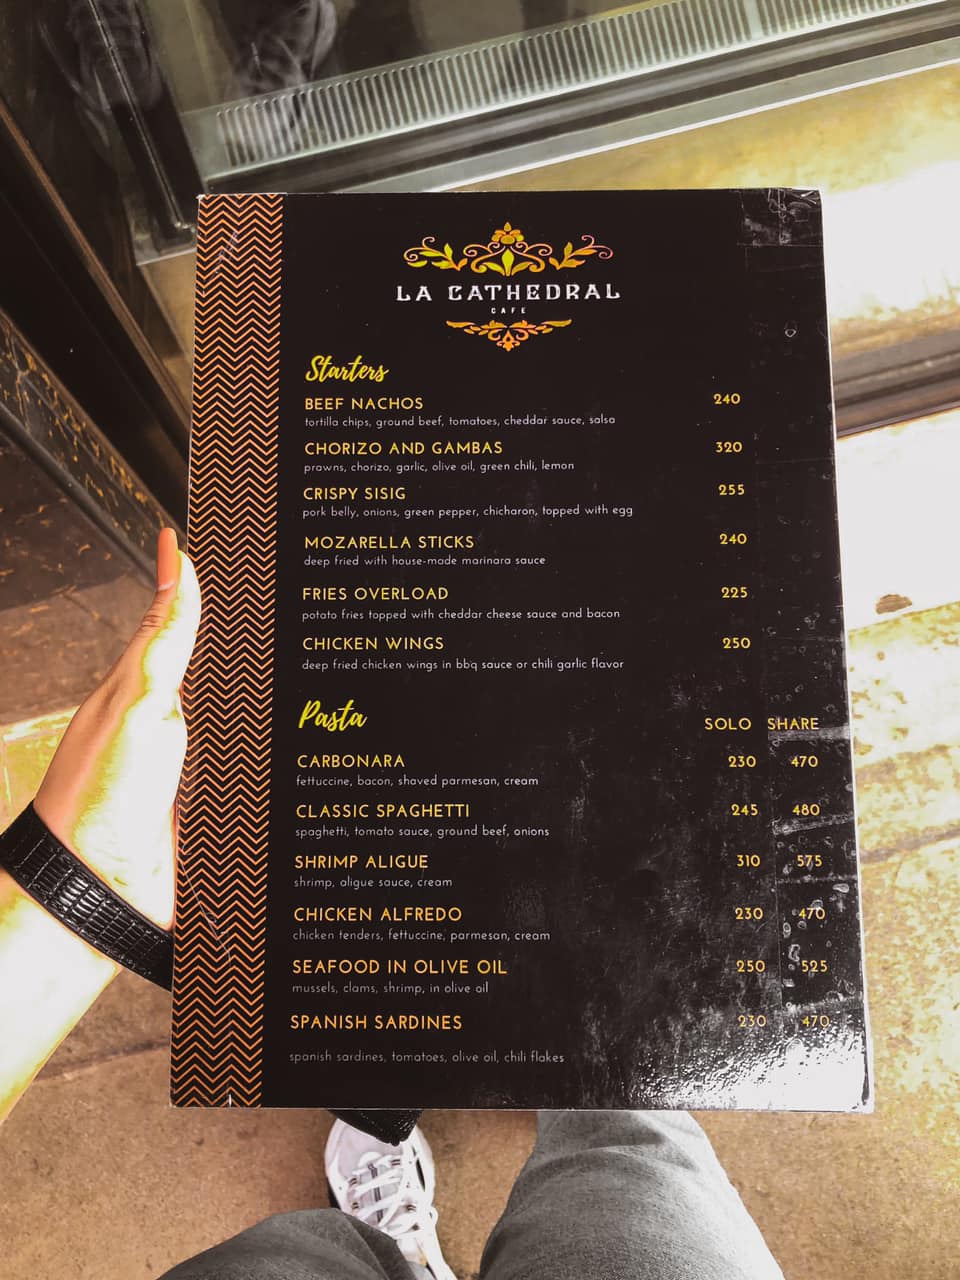 LA CATHEDRAL
CAFE
Starters
BEEF NACHOS 240
tortilla chips, ground beef, tomatoes, cheddar sauce, salsa
CHORIZO AND GAMBAS 320
prawns, chorizo, garlic, olive oil, green chili, lemon
CRISPY SISIG 255
pork belly, onions, green pepper, chicharon, topped with egg
MOZARELLA STICKS 240
deep fried with house-made marinara sauce
FRIES OVERLOAD 225
potato fries topped with cheddar cheese sauce and bacon
CHICKEN WINGS 250
deep fried chicken wings in bbq sauce or chili garlic flavor
Pasta SOLO SHARE
CARBONARA 230 470
fettuccine, bacon, shaved parmesan, cream
CLASSIC SPAGHETTI 245 480
spaghetti, tomato sauce, ground beef, onions
SHRIMP ALIGUE 310 575
shrimp, aligue sauce, cream
CHICKEN ALFREDO 230 470
chicken tenders, fettuccine, parmesan, cream
SEAFOOD IN OLIVE OIL 250 525
mussels, clams, shrimp, in olive oil
SPANISH SARDINES 230 470
spanish sardines, tomatoes, olive oil, chili flakes